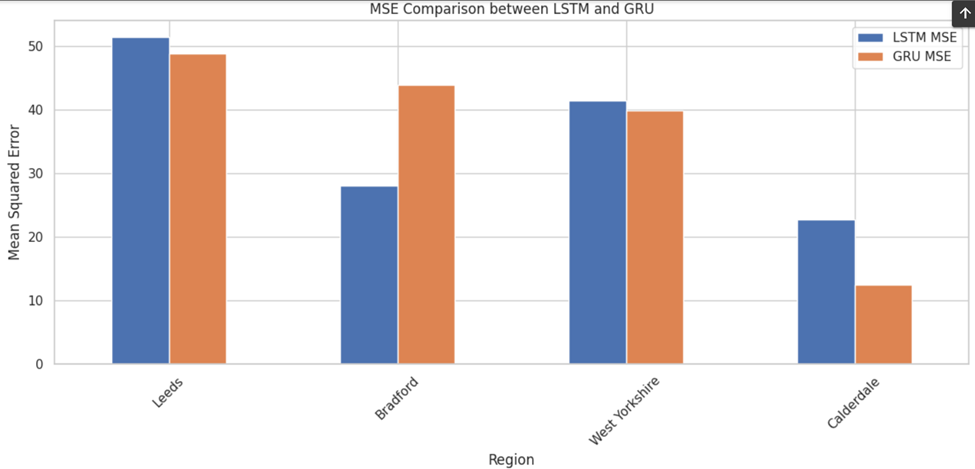 MSE Comparison between LSTM and GRU
LSTM MSE
GRU MSE
Mean Squared Error
50
40
30
20
10
0
Leeds
Bradford
West Yorkshire
Calderdale
Region